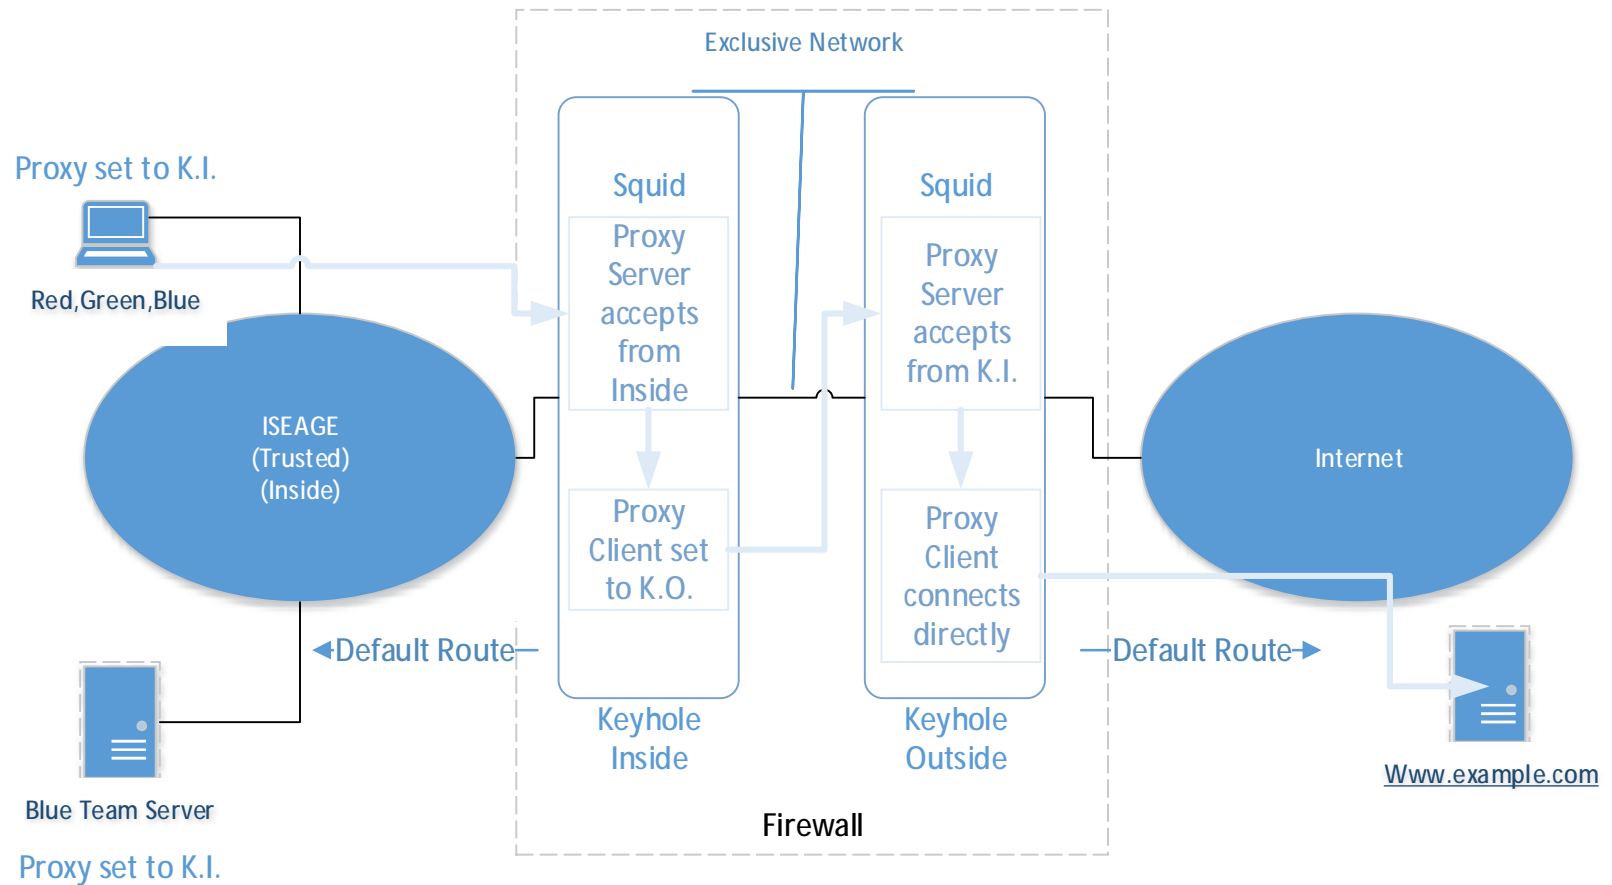 Exclusive Network
Proxy set to K.I.
Red,Green,Blue
ISEAGE
(Trusted)
(Inside)
Blue Team Server
Proxy set to K.I.
Squid
Proxy
Server
accepts
from
Inside
Proxy
Client set
to K.O.
Default Route
Keyhole
Inside
Squid
Proxy
Server
accepts
from K.I.
Proxy
Client
connects
directly
Keyhole
Outside
Default Route
Firewall
Internet
Www.example.com